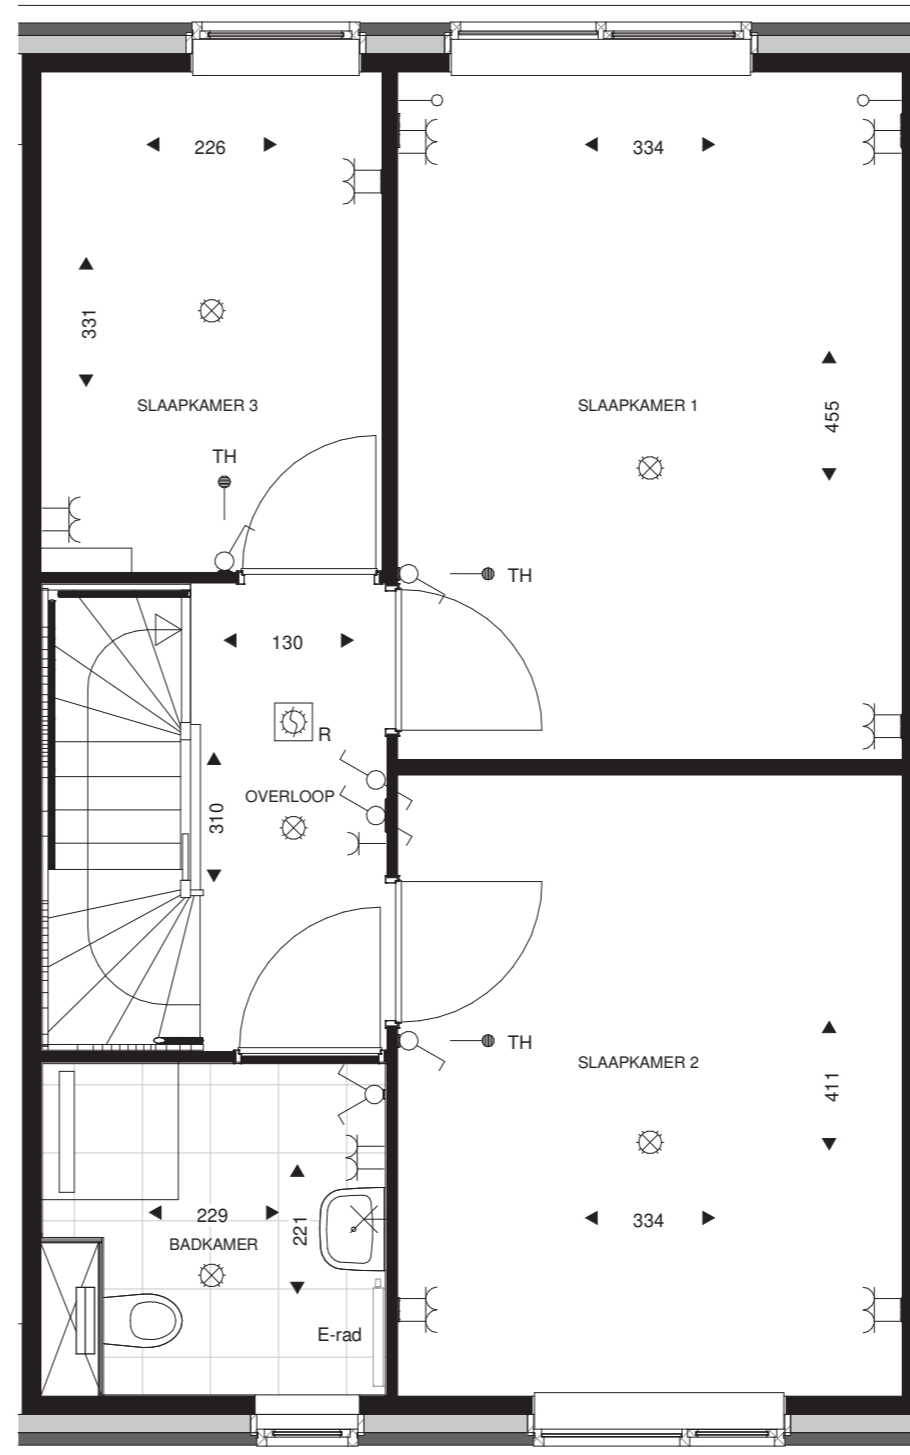 226
334
331
SLAAPKAMER 3
SLAAPKAMER 1
455
TH
TH
130
R
OVERLOOP
310
TH
SLAAPKAMER 2
411
229
221
BADKAMER
334
E-rad